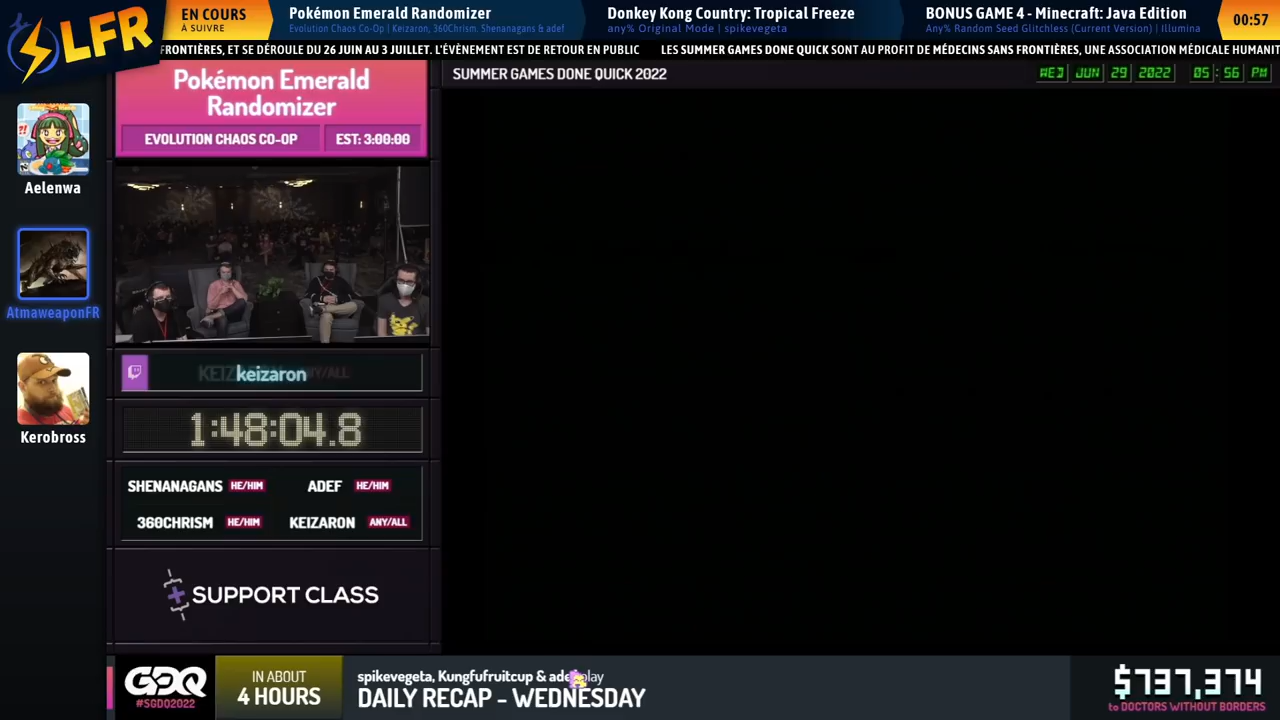 LFR
EN COURS
À SUIVRE
Pokémon Emerald Randomizer
Evolution Chaos Co-Op | Keizaron, 360Chrism. Shenanagans & adef
Donkey Kong Country: Tropical Freeze
any% Original Mode | spikevegeta
BONUS GAME 4 - Minecraft: Java Edition
Any% Random Seed Glitchless (Current Version) | Illumina
00:57
FRONTIÈRES, ET SE DÉROULE DU 26 JUIN AU 3 JUILLET. L'ÉVÈNEMENT EST DE RETOUR EN PUBLIC
LES SUMMER GAMES DONE QUICK SONT AU PROFIT DE MÉDECINS SANS FRONTIÈRES, UNE ASSOCIATION MÉDICALE HUMANIT
Pokémon Emerald
Randomizer
EVOLUTION CHAOS CO-OP
EST: 3:00:00
SUMMER GAMES DONE QUICK 2022
WED JUN 29 2022 05:56 PM
Aelenwa
AtmaweaponFR
Kerobross
keizaron
1:48:04.8
SHENANAGANS HE/HIM
ADEF HE/HIM
360CHRISM HE/HIM
KEIZARON ANY/ALL
SUPPORT CLASS
GDQ
#SGDQ2022
IN ABOUT
4 HOURS
spikevegeta, Kungfufruitcup & adef play
DAILY RECAP - WEDNESDAY
$737,374
to DOCTORS WITHOUT BORDERS